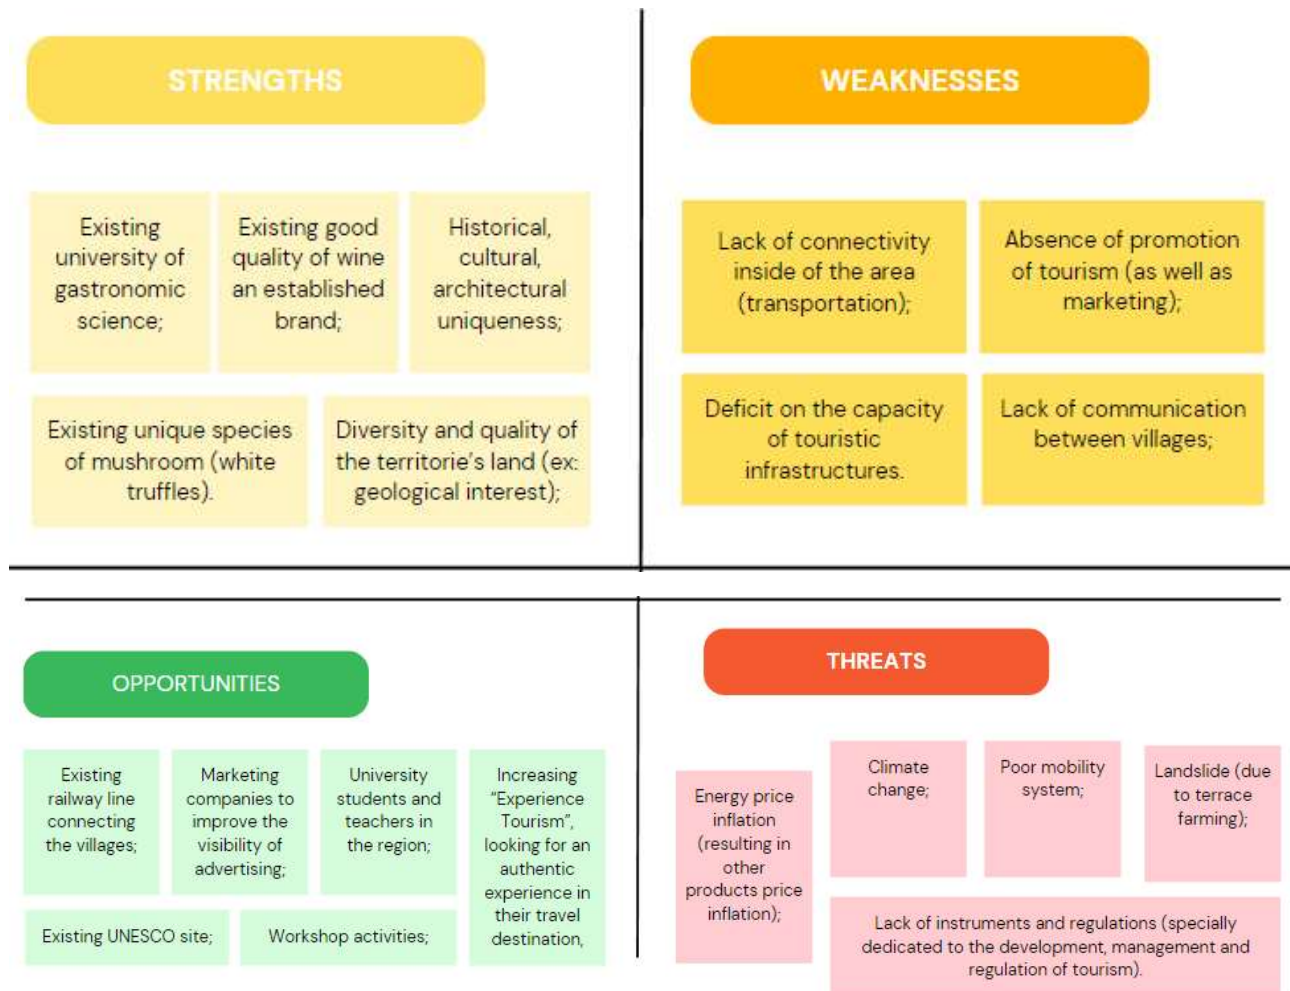 STRENGTHS
Existing
university of
gastronomic
science;
Existing good
quality of wine
an established
brand;
Historical,
cultural,
architectural
uniqueness;
Existing unique species
of mushroom (white
truffles).
Diversity and quality of
the territorie's land (ex:
geological interest);
WEAKNESSES
Lack of connectivity
inside of the area
(transportation);
Absence of promotion
of tourism (as well as
marketing);
Deficit on the capacity
of touristic
infrastructures.
Lack of communication
between villages;
OPPORTUNITIES
Existing
railway line
connecting
the villages;
Marketing
companies to
improve the
visibility of
advertising;
University
students and
teachers in
the region;
Increasing
"Experience
Tourism",
looking for an
authentic
experience in
their travel
destination,
Existing UNESCO site;
Workshop activities;
THREATS
Energy price
inflation
(resulting in
other
products price
inflation);
Climate
change;
Poor mobility
system;
Landslide (due
to terrace
farming);
Lack of instruments and regulations (specially
dedicated to the development, management and
regulation of tourism).